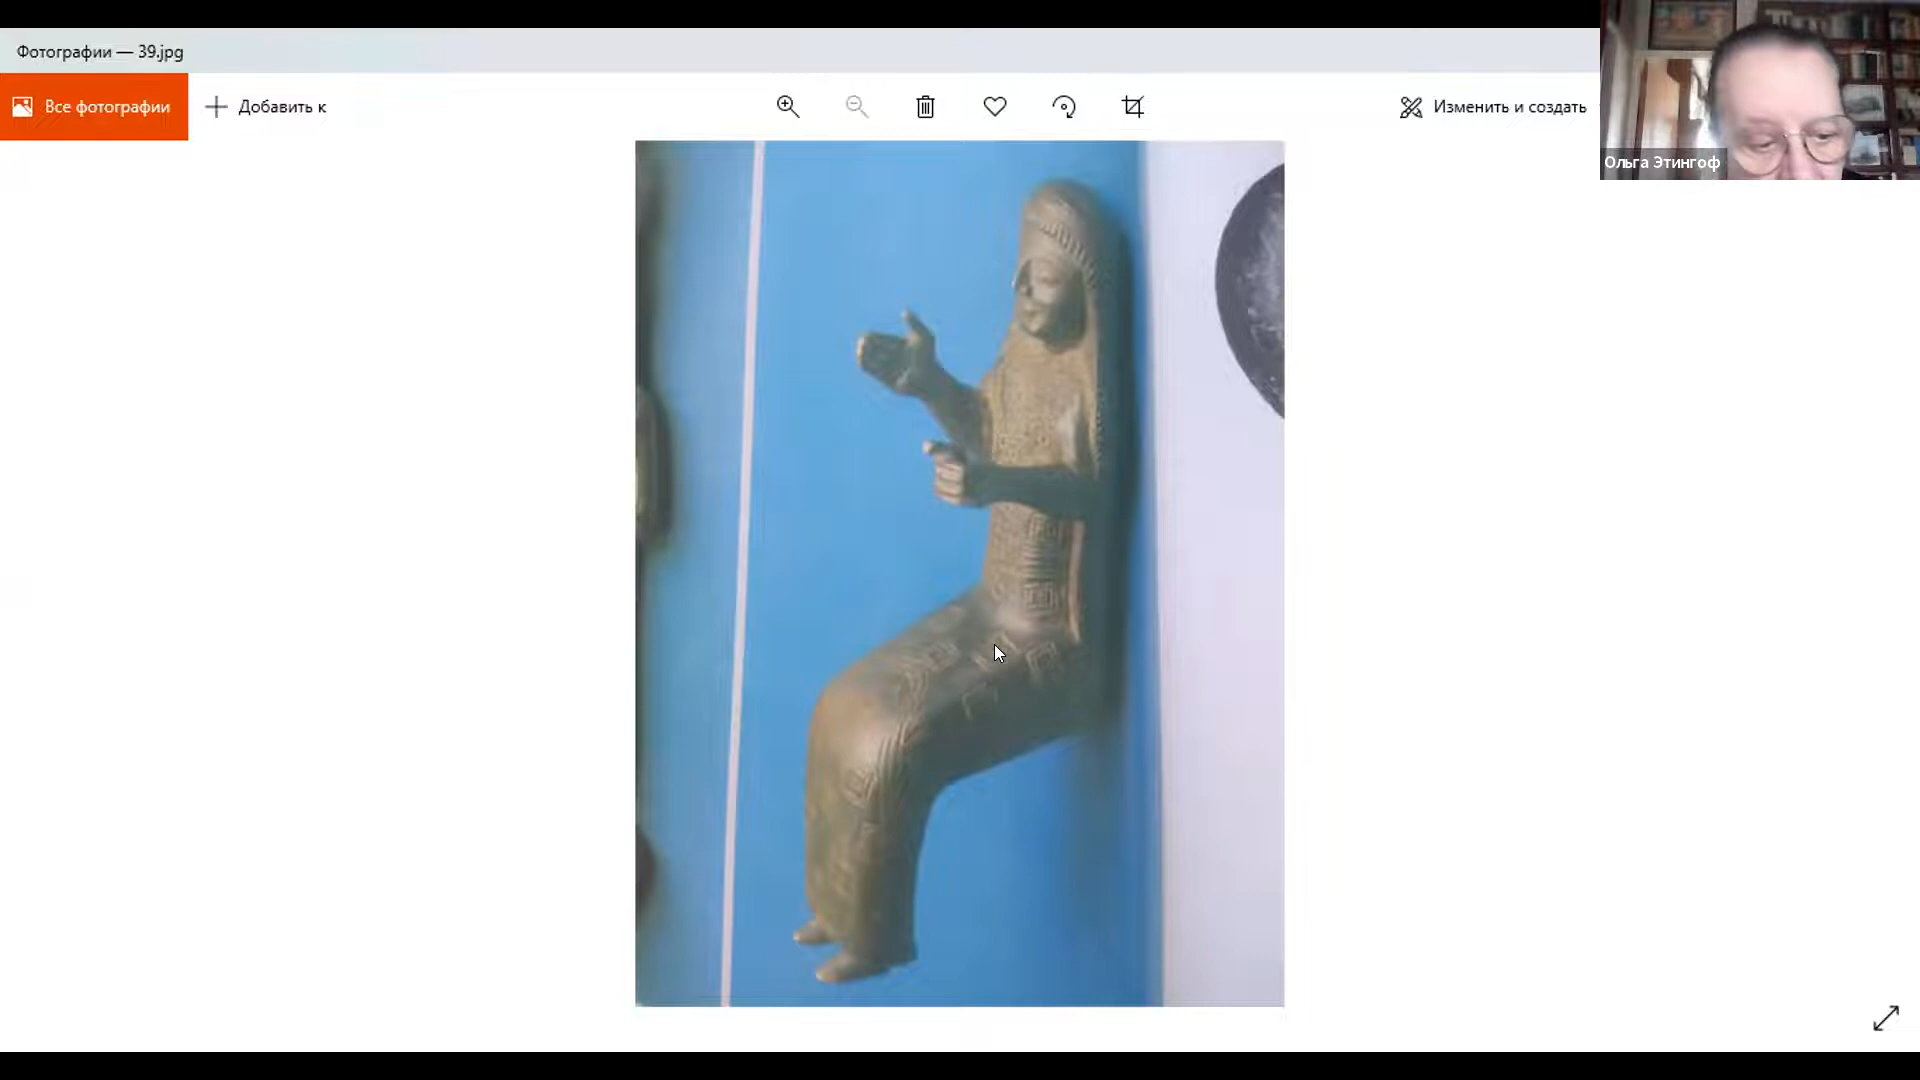 Фотографии — 39.jpg
Все фотографии
Добавить к
Изменить и создать
Ольга Этингоф